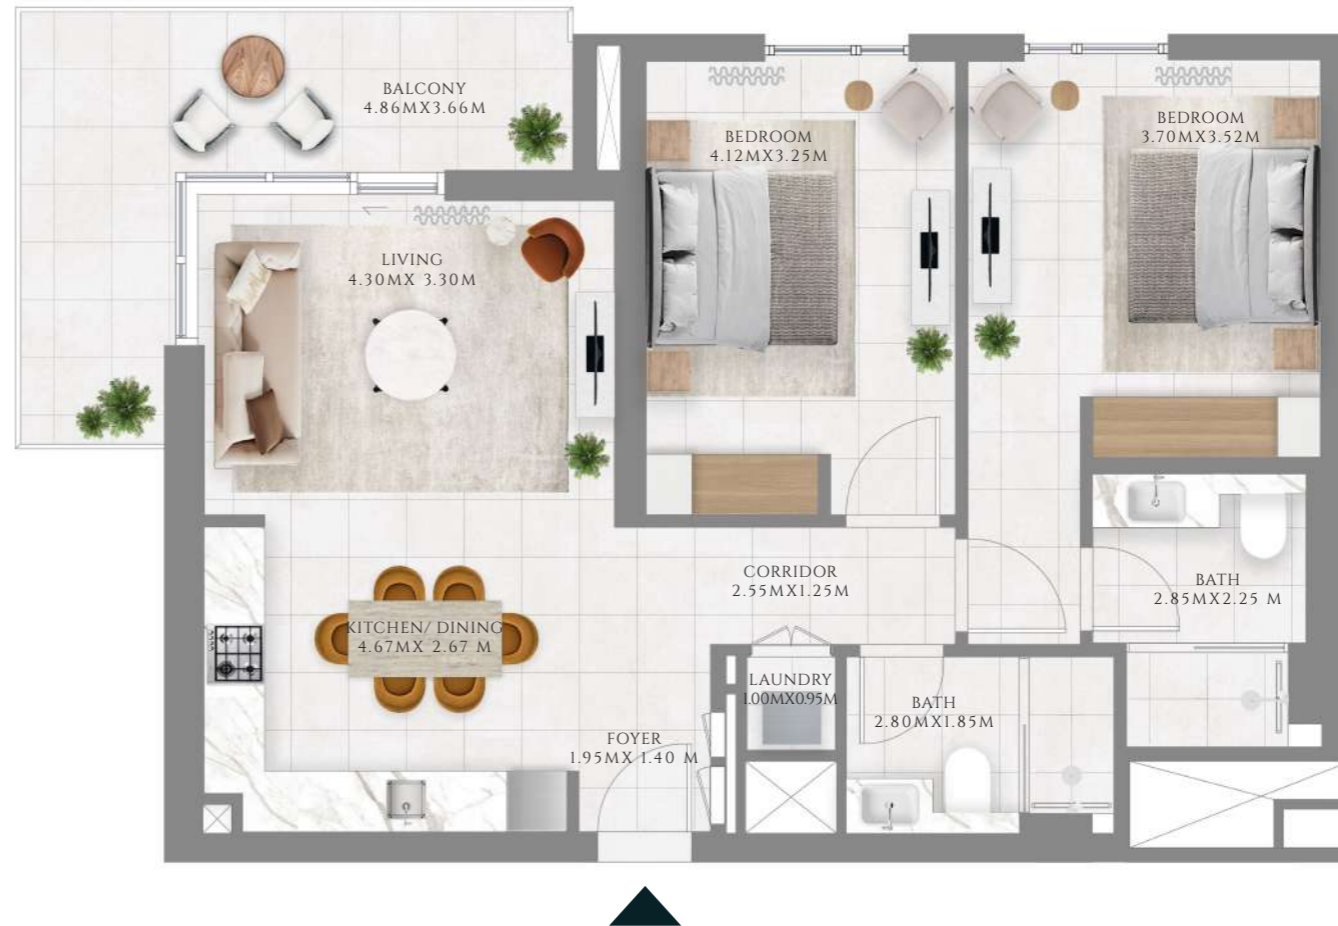 BALCONY
4.86MX3.66M
BEDROOM
4.12MX3.25M
BEDROOM
3.70MX3.52M
LIVING
4.30MX 3.30M
CORRIDOR
2.55MX1.25M
BATH
2.85MX2.25 M
KITCHEN/ DINING
4.67MX 2.67 M
LAUNDRY
1.00MX0.95M
BATH
2.80MX1.85M
FOYER
1.95MX 1.40 M